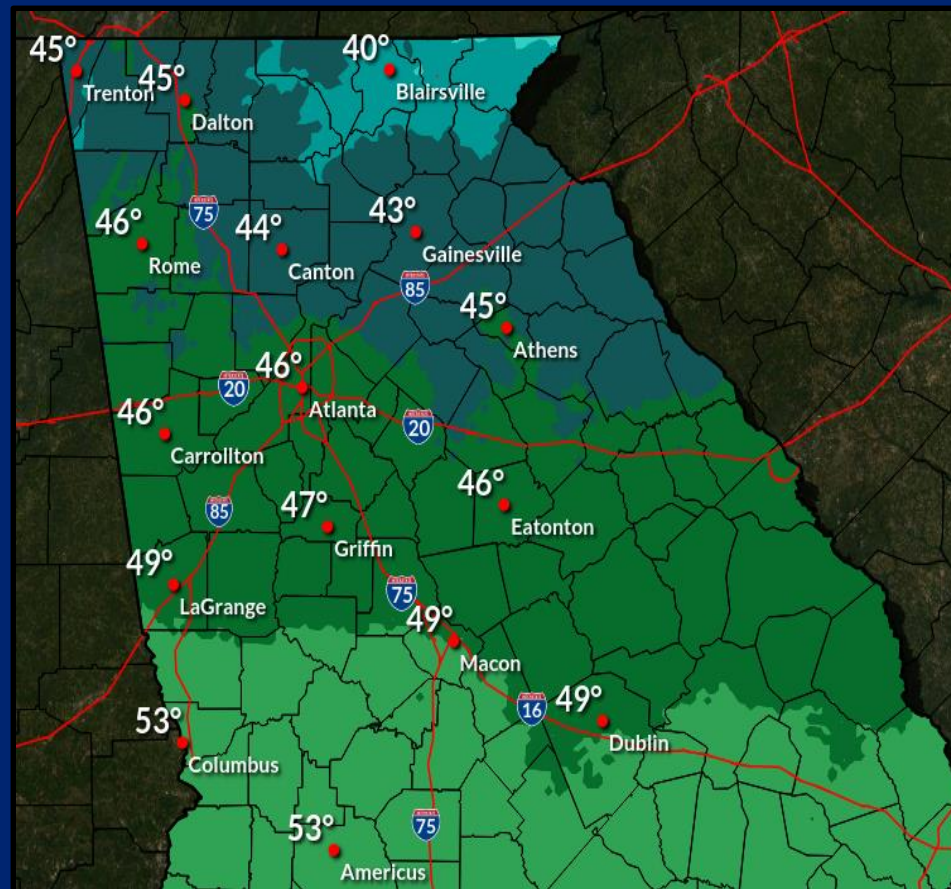 45°
Trenton
45°
Dalton
40°
Blairsville
75
46°
Rome
44°
Canton
43°
Gainesville
85
45°
Athens
46°
Atlanta
20
46°
Carrollton
20
85
47°
Griffin
46°
Eatonton
49°
LaGrange
75
49°
Macon
16
49°
Dublin
53°
Columbus
75
53°
Americus